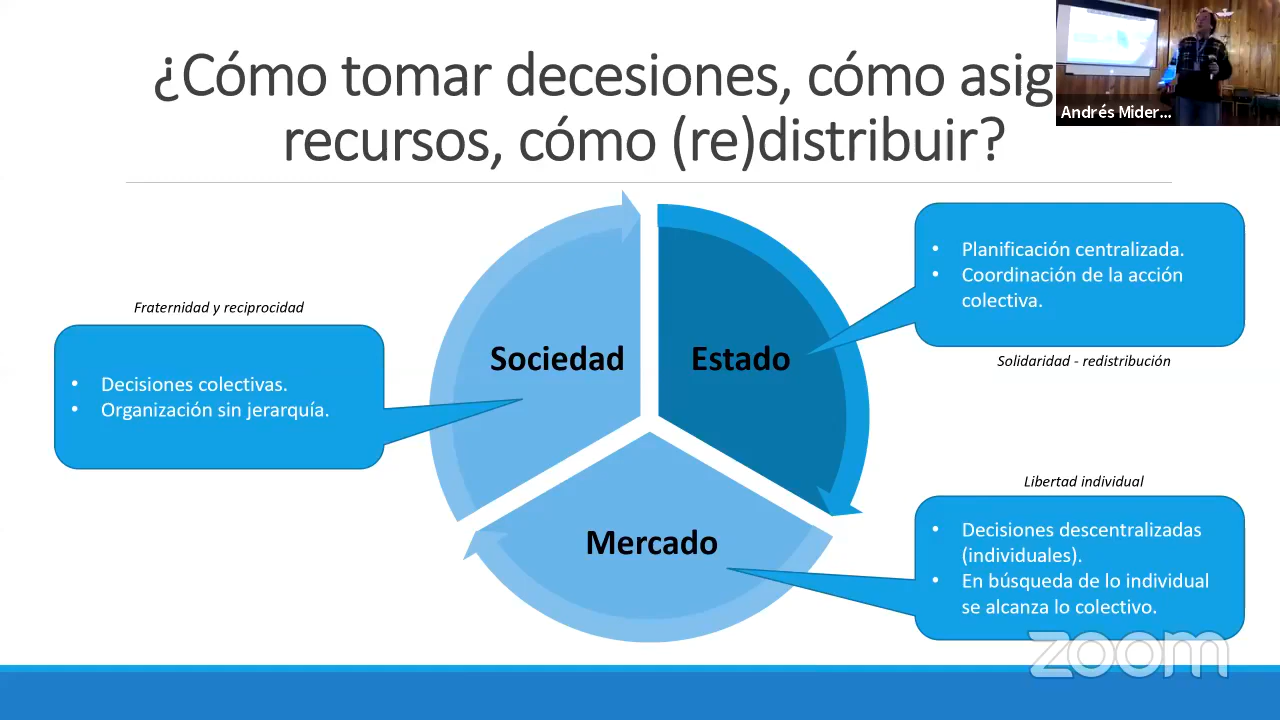 ¿Cómo tomar decesiones, cómo asig
recursos, cómo (re)distribuir?
Andrés Mider...
Fraternidad y reciprocidad
• Decisiones colectivas.
• Organización sin jerarquía.
Sociedad
Estado
Mercado
• Planificación centralizada.
• Coordinación de la acción
colectiva.
Solidaridad - redistribución
Libertad individual
• Decisiones descentralizadas
(individuales).
• En búsqueda de lo individual
se alcanza lo colectivo.
zoom